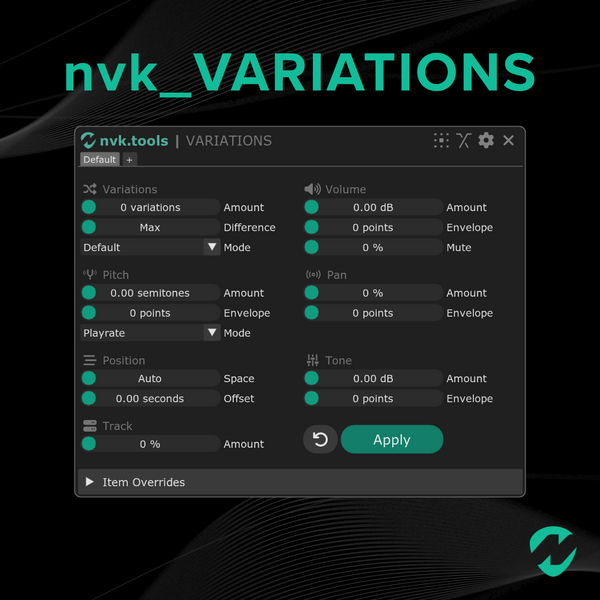 nvk_VARIATIONS
nvk.tools | VARIATIONS
Default +
Variations
0 variations Amount
Max Difference
Default Mode
Volume
0.00 dB Amount
0 points Envelope
0 % Mute
Pitch
0.00 semitones Amount
0 points Envelope
Playrate Mode
Pan
0 % Amount
0 points Envelope
Position
Auto Space
0.00 seconds Offset
Tone
0.00 dB Amount
0 points Envelope
Track
0 % Amount
Apply
Item Overrides